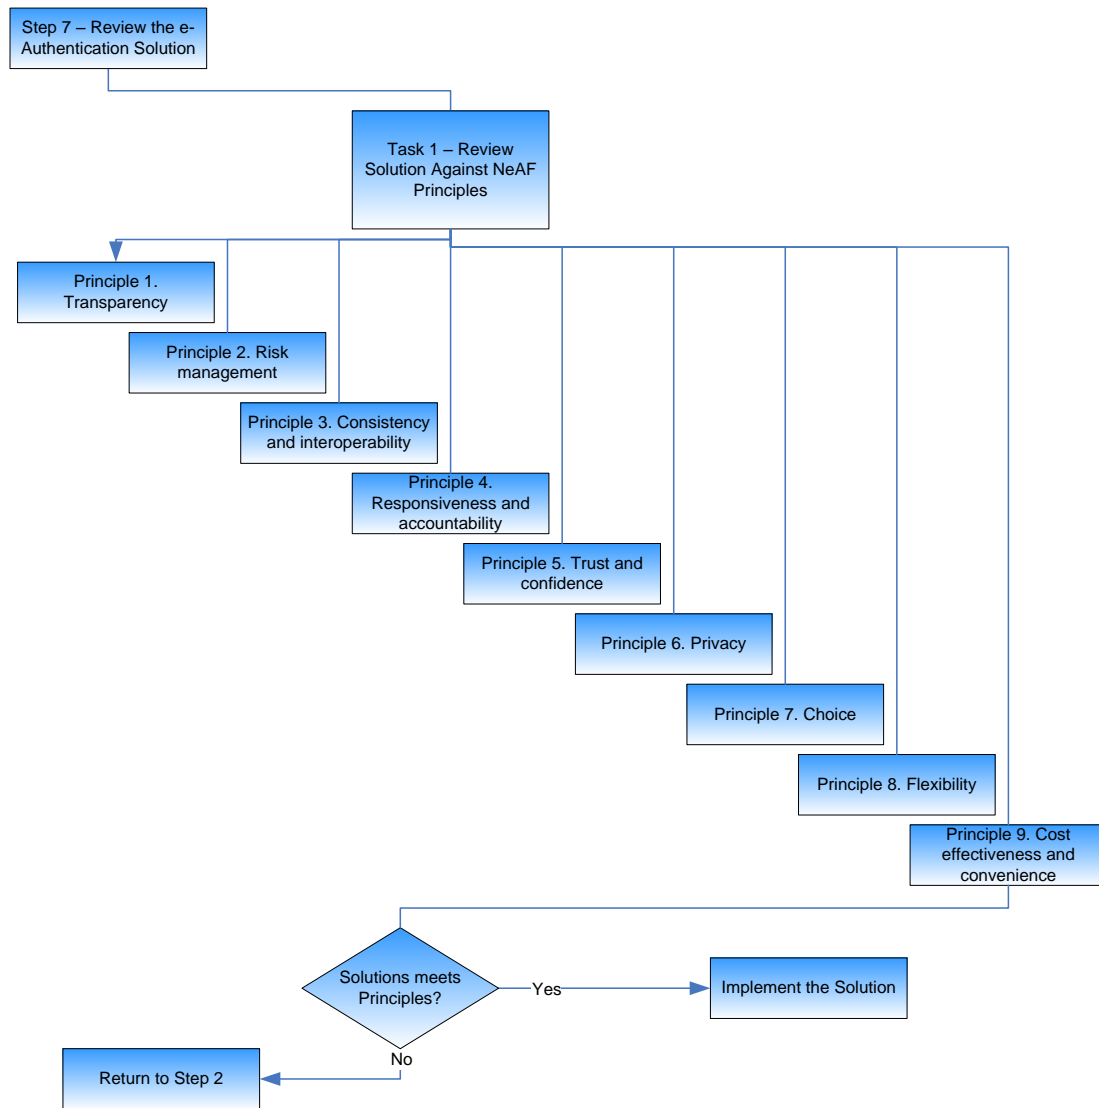 Step 7 – Review the e-
Authentication Solution
Task 1 – Review
Solution Against NeAF
Principles
Principle 1.
Transparency
Principle 2. Risk
management
Principle 3. Consistency
and interoperability
Principle 4.
Responsiveness and
accountability
Principle 5. Trust and
confidence
Principle 6. Privacy
Principle 7. Choice
Principle 8. Flexibility
Principle 9. Cost
effectiveness and
convenience
Solutions meets
Principles?
Yes
Implement the Solution
No
Return to Step 2